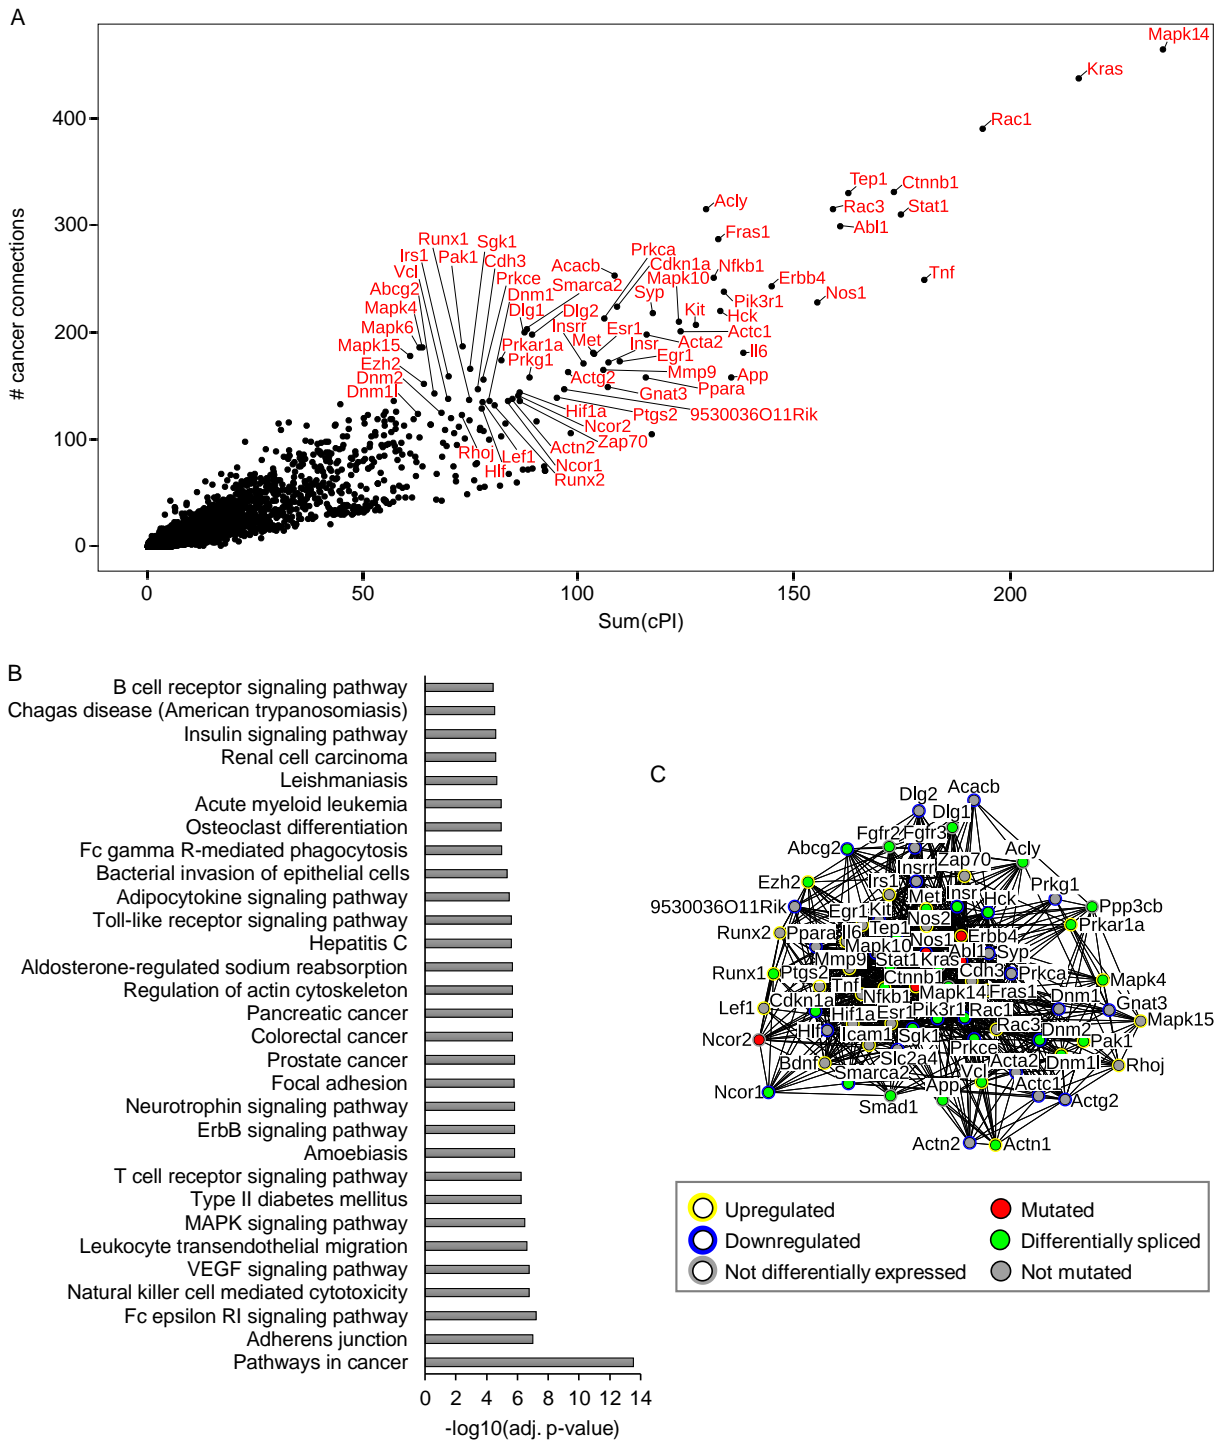 A
Mapk14
Kras
Rac1
Tep1
Ctnnb1
Acly
Rac3
Stat1
Abl1
Fras1
Runx1
Sgk1
Irs1
Pak1
Cdh3
Vcl
Prkce
Abcg2
Dnm1
Mapk4
Dlg1
Mapk6
Mapk15
Ezh2
Dnm2
Dnm1l
Acacb
Smarca2
Dlg2
Insrr
Met
Esr1
Prkar1a
Prkg1
Prkca
Cdkn1a
Mapk10
Syp
Nfkb1
Erbb4
Tnf
Pik3r1
Nos1
Kit
Hck
Actc1
Acta2
Insr
Egr1
Il6
Mmp9
App
Actg2
Ppara
Gnat3
9530036O11Rik
Hif1a
Ptgs2
Ncor2
Zap70
Actn2
Rhoj
Lef1
Hlf
Ncor1
Runx2
# cancer connections
400
300
200
100
0
0 50 100 150 200
Sum(cPI)
B
B cell receptor signaling pathway
Chagas disease (American trypanosomiasis)
Insulin signaling pathway
Renal cell carcinoma
Leishmaniasis
Acute myeloid leukemia
Osteoclast differentiation
Fc gamma R-mediated phagocytosis
Bacterial invasion of epithelial cells
Adipocytokine signaling pathway
Toll-like receptor signaling pathway
Hepatitis C
Aldosterone-regulated sodium reabsorption
Regulation of actin cytoskeleton
Pancreatic cancer
Colorectal cancer
Prostate cancer
Focal adhesion
Neurotrophin signaling pathway
ErbB signaling pathway
Amoebiasis
T cell receptor signaling pathway
Type II diabetes mellitus
MAPK signaling pathway
Leukocyte transendothelial migration
VEGF signaling pathway
Natural killer cell mediated cytotoxicity
Fc epsilon RI signaling pathway
Adherens junction
Pathways in cancer
0 2 4 6 8 10 12 14
-log10(adj. p-value)
C
Acacb
Dlg2
Dlg1
Fgfr2
Fgfr3
Abcg2
Zap70
Acly
Insrr
Ezh2
Irs1
Prkg1
Met
Insr
Hck
9530036O11Rik
Egr1
Kit
Nos2
Ppp3cb
Prkar1a
Runx2
Ppara
Il6
Tep1
Nos1
Erbb4
Mapk10
Abl1
Syp
Mmp9
Stat1
Kras
Cdh3
Prkca
Runx1
Ptgs2
Ctnnb1
Mapk4
Tnf
Nfkb1
Mapk14
Fras1
Dnm1
Gnat3
Lef1
Cdkn1a
Hif1a
Esr1
Pik3r1
Rac1
Rac3
Mapk15
Hlf
Icam1
Sgk1
Dnm2
Pak1
Ncor2
Prkce
Bdnf
Slc2a4
Acta2
Dnm1l
Rhoj
Smarca2
Vcl
Ncor1
App
Actc1
Smad1
Actg2
Actn2
Actn1
Upregulated
Downregulated
Not differentially expressed
Mutated
Differentially spliced
Not mutated